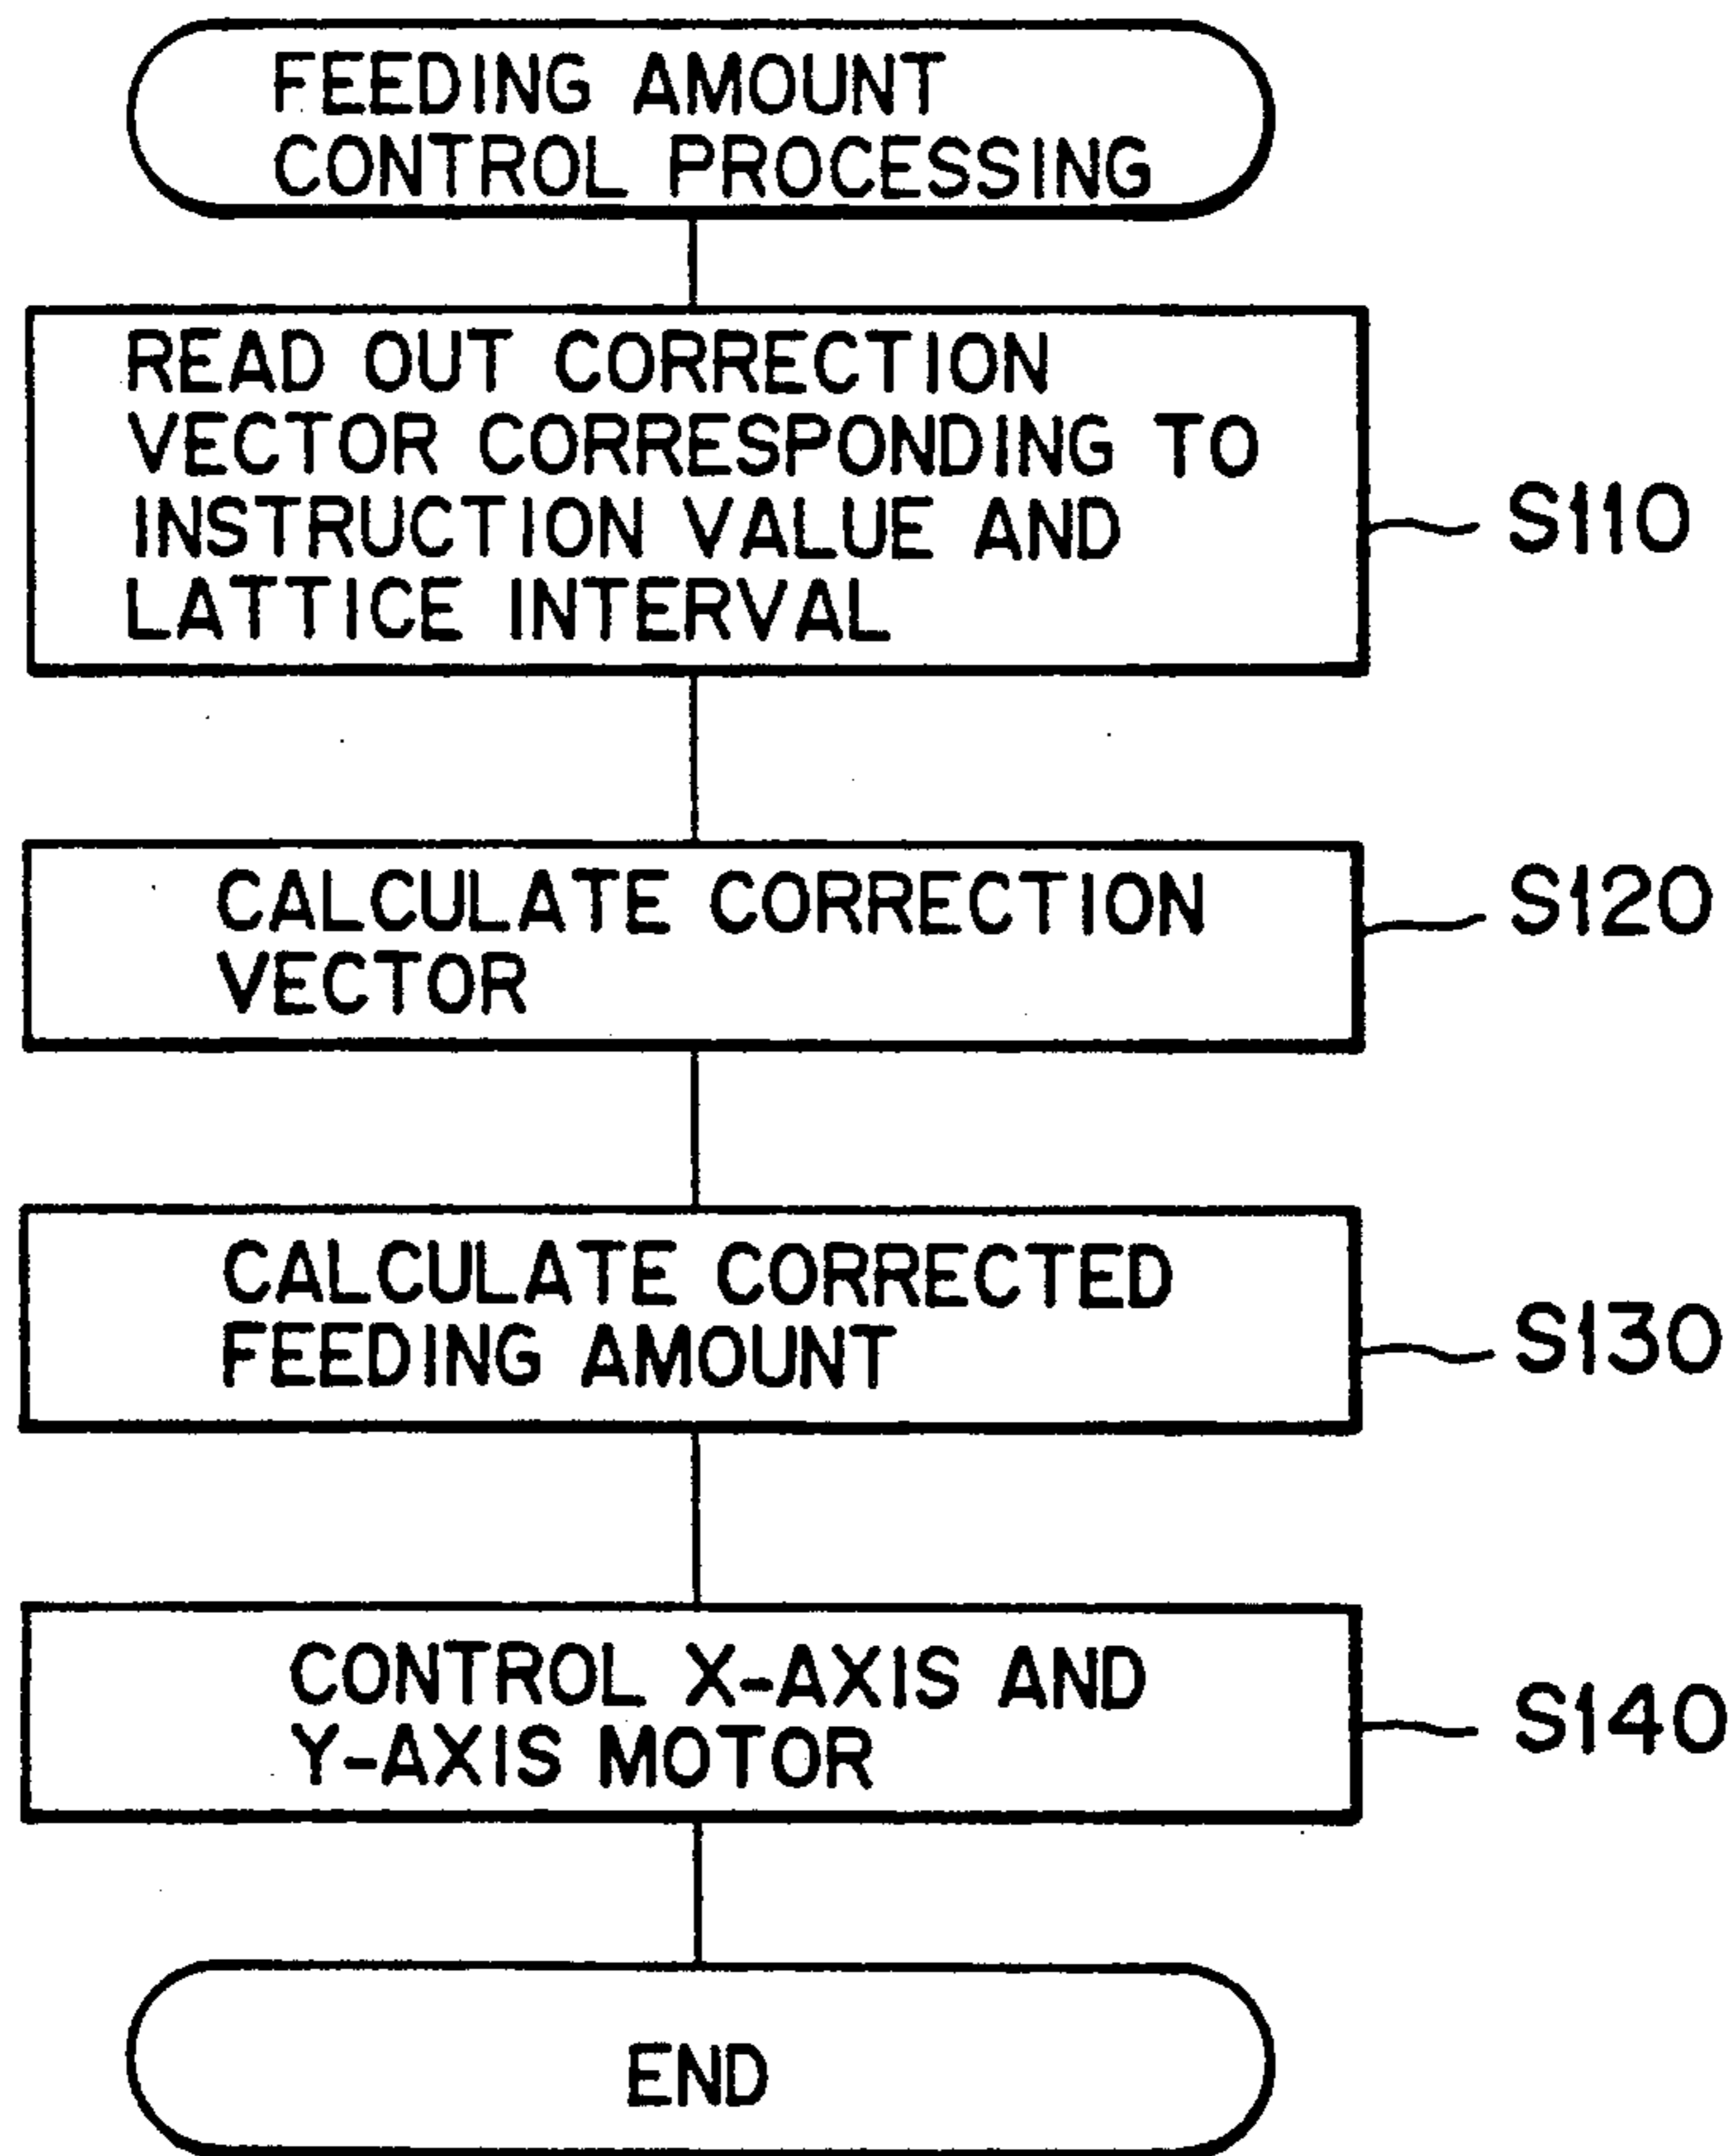 FEEDING AMOUNT
CONTROL PROCESSING
READ OUT CORRECTION
VECTOR CORRESPONDING TO
INSTRUCTION VALUE AND
LATTICE INTERVAL
S110
CALCULATE CORRECTION
VECTOR
S120
CALCULATE CORRECTED
FEEDING AMOUNT
S130
CONTROL X-AXIS AND
Y-AXIS MOTOR
S140
END